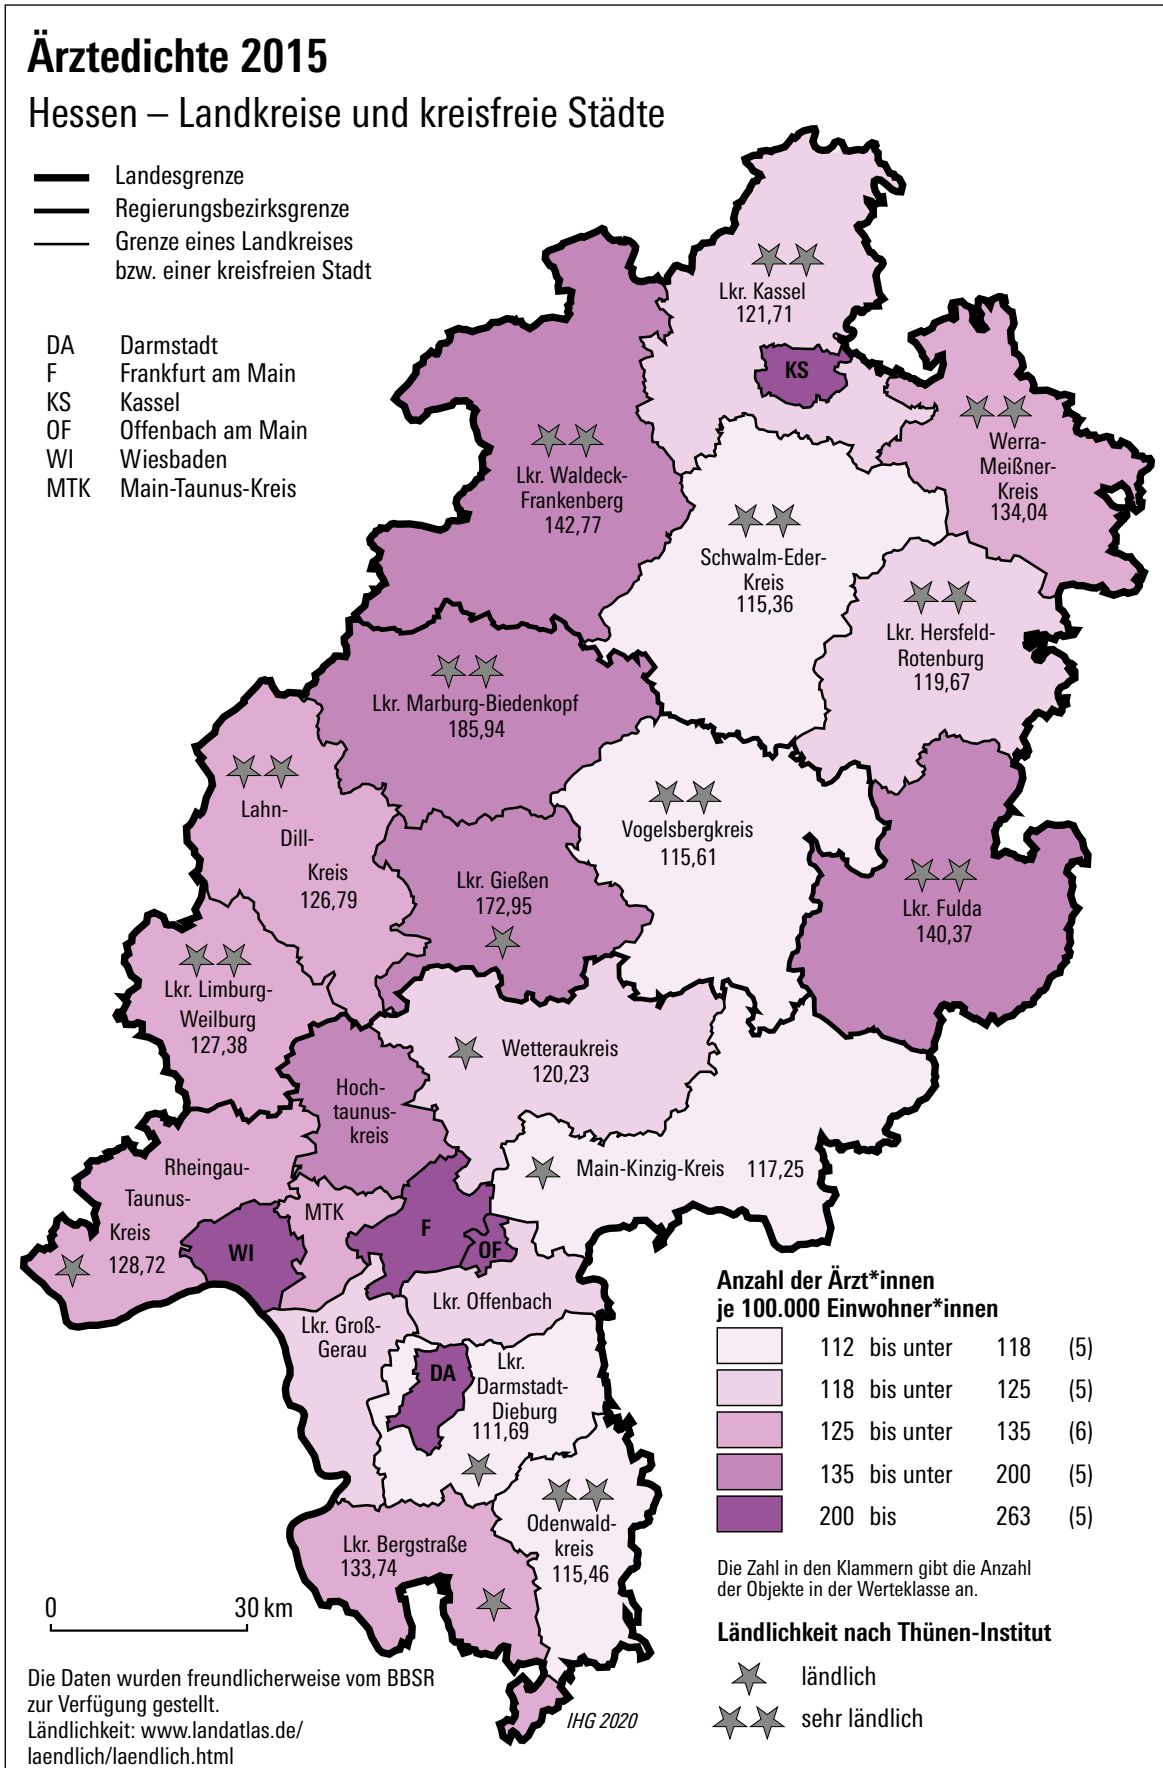 Ärztedichte 2015
Hessen – Landkreise und kreisfreie Städte
Landesgrenze
Regierungsbezirksgrenze
Grenze eines Landkreises
bzw. einer kreisfreien Stadt
DA Darmstadt
F Frankfurt am Main
KS Kassel
OF Offenbach am Main
WI Wiesbaden
MTK Main-Taunus-Kreis
Lkr. Kassel
121,71
KS
Werra-
Meißner-
Kreis
134,04
Lkr. Waldeck-
Frankenberg
142,77
Schwalm-Eder-
Kreis
115,36
Lkr. Hersfeld-
Rotenburg
119,67
Lkr. Marburg-Biedenkopf
185,94
Lahn-
Dill-
Kreis
126,79
Vogelsbergkreis
115,61
Lkr. Gießen
172,95
Lkr. Fulda
140,37
Lkr. Limburg-
Weilburg
127,38
Wetteraukreis
120,23
Hoch-
taunus-
kreis
Main-Kinzig-Kreis 117,25
Rheingau-
Taunus-
Kreis
128,72
MTK
WI
F
OF
Lkr. Offenbach
Lkr. Groß-
Gerau
DA
Lkr.
Darmstadt-
Dieburg
111,69
Odenwald-
kreis
115,46
Lkr. Bergstraße
133,74
Anzahl der Ärzt*innen
je 100.000 Einwohner*innen
112 bis unter 118 (5)
118 bis unter 125 (5)
125 bis unter 135 (6)
135 bis unter 200 (5)
200 bis 263 (5)
Die Zahl in den Klammern gibt die Anzahl
der Objekte in der Werteklasse an.
Ländlichkeit nach Thünen-Institut
ländlich
sehr ländlich
0 30 km
Die Daten wurden freundlicherweise vom BBSR
zur Verfügung gestellt.
Ländlichkeit: www.landatlas.de/
laendlich/laendlich.html
IHG 2020